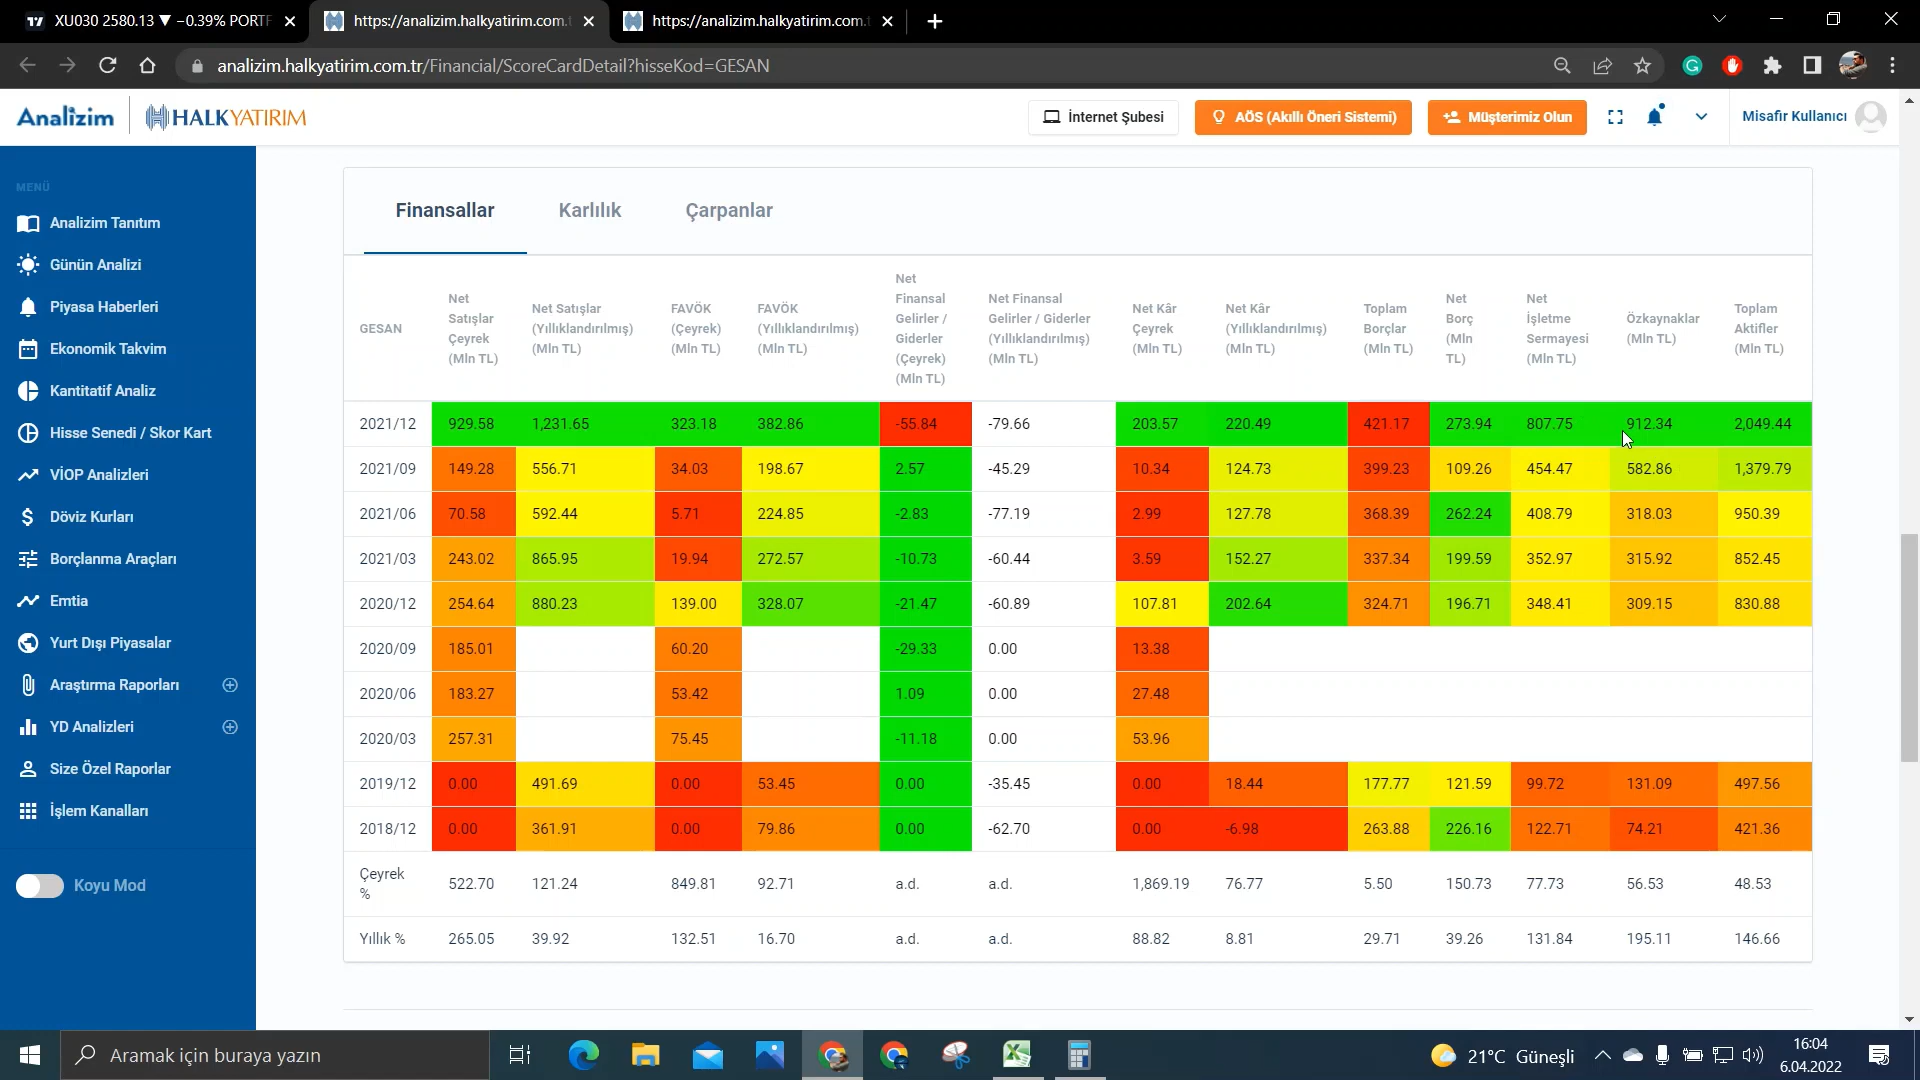 XU030 2580.13 ▼ −0.39% PORTF
https://analizim.halkyatirim.com.t
https://analizim.halkyatirim.com.
analizim.halkyatirim.com.tr/Financial/ScoreCardDetail?hisseKod=GESAN
Analizim
HALKYATIRIM
İnternet Şubesi
AÖS (Akıllı Öneri Sistemi)
Müşterimiz Olun
Misafir Kullanıcı
MENÜ
Analizim Tanıtım
Günün Analizi
Piyasa Haberleri
Ekonomik Takvim
Kantitatif Analiz
Hisse Senedi / Skor Kart
VİOP Analizleri
Döviz Kurları
Borçlanma Araçları
Emtia
Yurt Dışı Piyasalar
Araştırma Raporları
YD Analizleri
Size Özel Raporlar
İşlem Kanalları
Koyu Mod
Finansallar Karlılık Çarpanlar
GESAN
Net
Satışlar
Çeyrek
(Mln TL)
Net Satışlar
(Yıllıklandırılmış)
(Mln TL)
FAVÖK
(Çeyrek)
(Mln TL)
FAVÖK
(Yıllıklandırılmış)
(Mln TL)
Net
Finansal
Gelirler /
Giderler
(Çeyrek)
(Mln TL)
Net Finansal
Gelirler / Giderler
(Yıllıklandırılmış)
(Mln TL)
Net Kâr
Çeyrek
(Mln TL)
Net Kâr
(Yıllıklandırılmış)
(Mln TL)
Toplam
Borçlar
(Mln TL)
Net
Borç
(Mln
TL)
Net
İşletme
Sermayesi
(Mln TL)
Özkaynaklar
(Mln TL)
Toplam
Aktifler
(Mln TL)
2021/12 929.58 1,231.65 323.18 382.86 -55.84 -79.66 203.57 220.49 421.17 273.94 807.75 912.34 2,049.44
2021/09 149.28 556.71 34.03 198.67 2.57 -45.29 10.34 124.73 399.23 109.26 454.47 582.86 1,379.79
2021/06 70.58 592.44 5.71 224.85 -2.83 -77.19 2.99 127.78 368.39 262.24 408.79 318.03 950.39
2021/03 243.02 865.95 19.94 272.57 -10.73 -60.44 3.59 152.27 337.34 199.59 352.97 315.92 852.45
2020/12 254.64 880.23 139.00 328.07 -21.47 -60.89 107.81 202.64 324.71 196.71 348.41 309.15 830.88
2020/09 185.01 60.20 -29.33 0.00 13.38
2020/06 183.27 53.42 1.09 0.00 27.48
2020/03 257.31 75.45 -11.18 0.00 53.96
2019/12 0.00 491.69 0.00 53.45 0.00 -35.45 0.00 18.44 177.77 121.59 99.72 131.09 497.56
2018/12 0.00 361.91 0.00 79.86 0.00 -62.70 0.00 -6.98 263.88 226.16 122.71 74.21 421.36
Çeyrek
% 522.70 121.24 849.81 92.71 a.d. a.d. 1,869.19 76.77 5.50 150.73 77.73 56.53 48.53
Yıllık % 265.05 39.92 132.51 16.70 a.d. a.d. 88.82 8.81 29.71 39.26 131.84 195.11 146.66
Aramak için buraya yazın
21°C Güneşli
16:04
6.04.2022